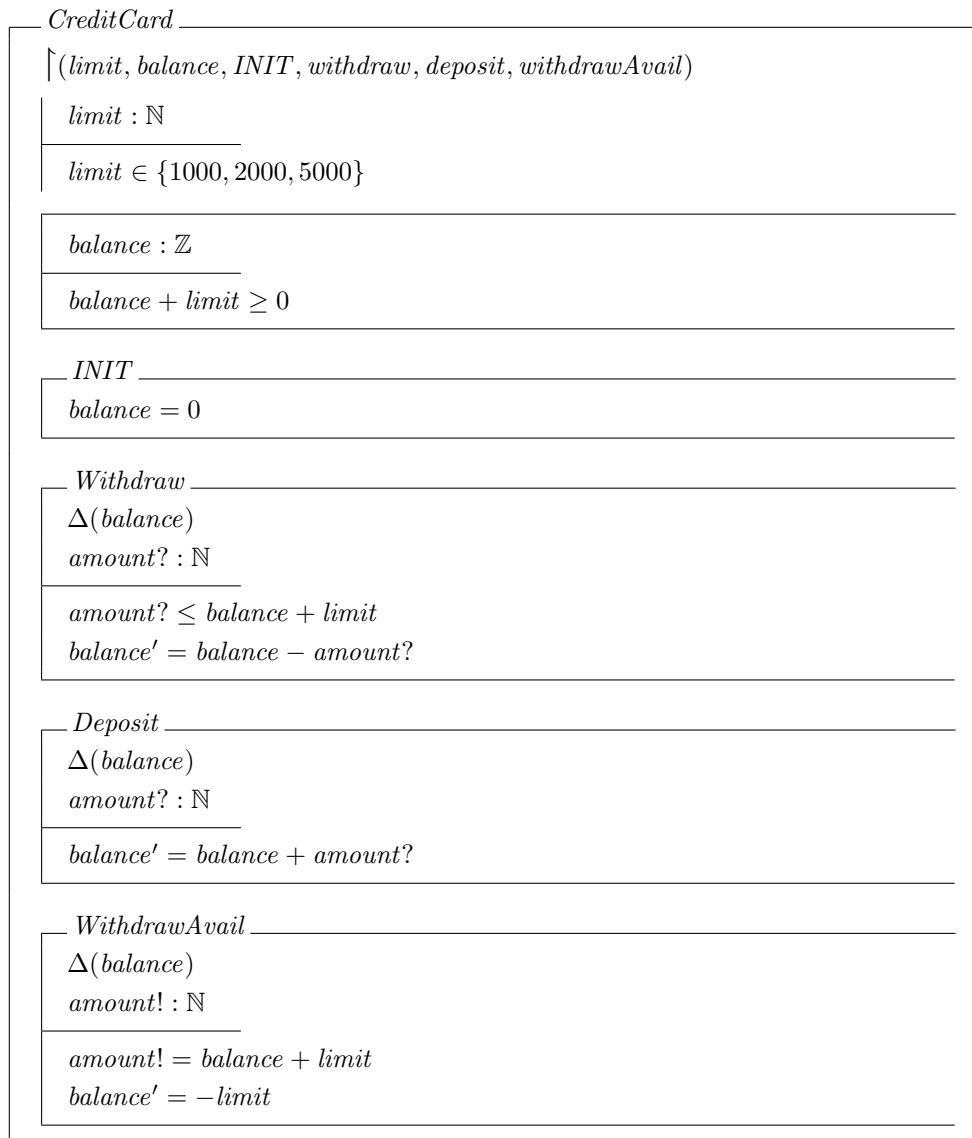 CreditCard
↾(limit, balance, INIT, withdraw, deposit, withdrawAvail)
limit : ℕ
limit ∈ {1000, 2000, 5000}
balance : ℤ
balance + limit ≥ 0
INIT
balance = 0
Withdraw
Δ(balance)
amount? : ℕ
amount? ≤ balance + limit
balance′ = balance − amount?
Deposit
Δ(balance)
amount? : ℕ
balance′ = balance + amount?
WithdrawAvail
Δ(balance)
amount! : ℕ
amount! = balance + limit
balance′ = −limit